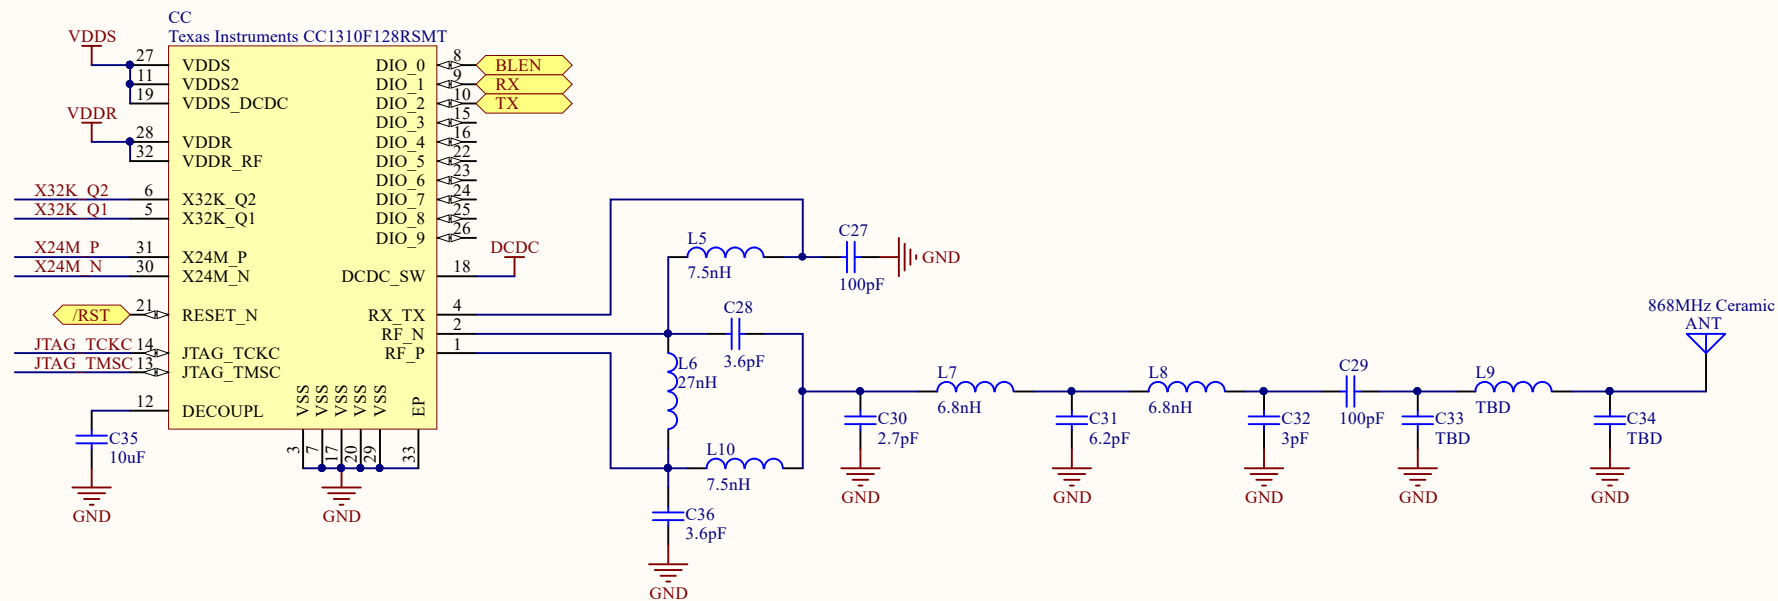 CC
Texas Instruments CC1310F128RSMT
VDDS
27 VDDS
11 VDDS2
19 VDDS_DCDC
VDDR
28 VDDR
32 VDDR_RF
X32K_Q2 6 X32K_Q2
X32K_Q1 5 X32K_Q1
X24M_P 31 X24M_P
X24M_N 30 X24M_N
/RST 21 RESET_N
JTAG_TCKC 14 JTAG_TCKC
JTAG_TMSC 13 JTAG_TMSC
12 DECOUPL
C35
10uF
GND
DIO_0 8 BLEN
DIO_1 9 RX
DIO_2 10 TX
DIO_3 15
DIO_4 16
DIO_5 22
DIO_6 23
DIO_7 24
DIO_8 25
DIO_9 26
DCDC_SW 18 DCDC
RX_TX 4
RF_N 2
RF_P 1
VSS VSS VSS VSS VSS EP
3 7 17 20 29 33
GND
L5
7.5nH
C27
100pF
GND
C28
3.6pF
L6
27nH
L10
7.5nH
C36
3.6pF
GND
C30
2.7pF
GND
L7
6.8nH
C31
6.2pF
GND
L8
6.8nH
C32
3pF
GND
C29
100pF
C33
TBD
GND
L9
TBD
C34
TBD
GND
868MHz Ceramic
ANT